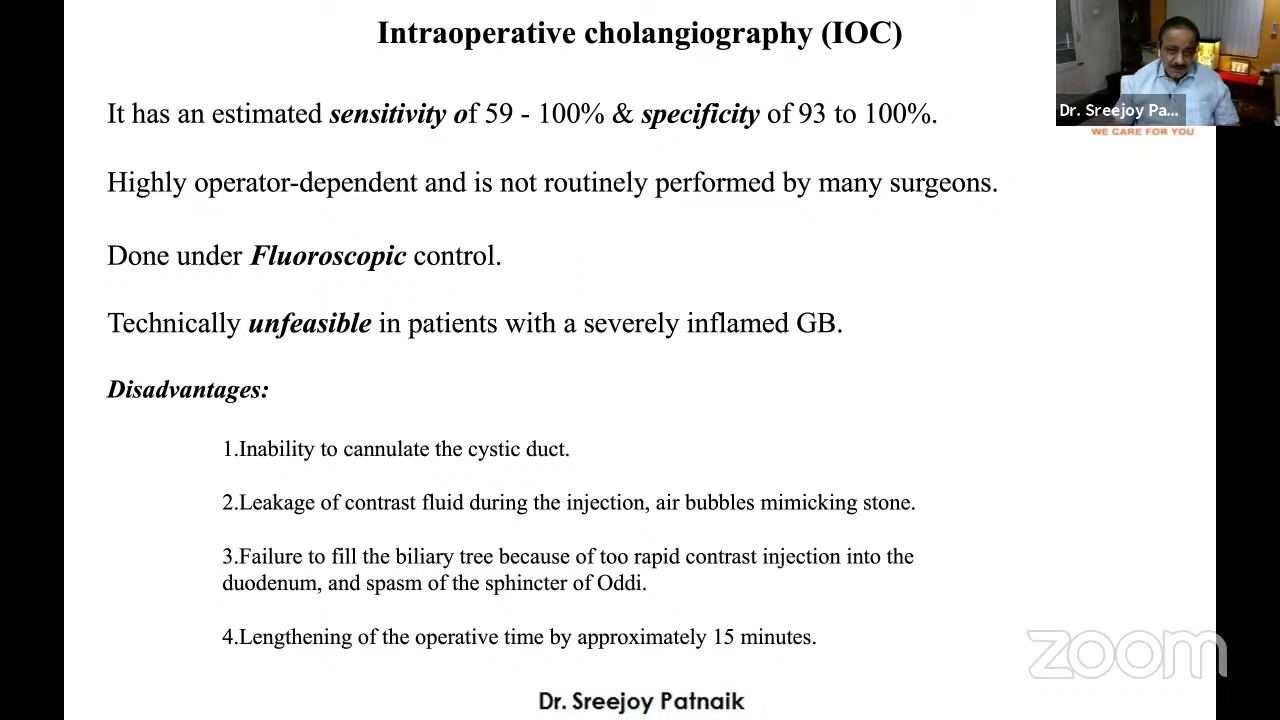 Intraoperative cholangiography (IOC)
Dr. Sreejoy Pa...
WE CARE FOR YOU
It has an estimated sensitivity of 59 - 100% & specificity of 93 to 100%.
Highly operator-dependent and is not routinely performed by many surgeons.
Done under Fluoroscopic control.
Technically unfeasible in patients with a severely inflamed GB.
Disadvantages:
1.Inability to cannulate the cystic duct.
2.Leakage of contrast fluid during the injection, air bubbles mimicking stone.
3.Failure to fill the biliary tree because of too rapid contrast injection into the
duodenum, and spasm of the sphincter of Oddi.
4.Lengthening of the operative time by approximately 15 minutes.
zoom
Dr. Sreejoy Patnaik